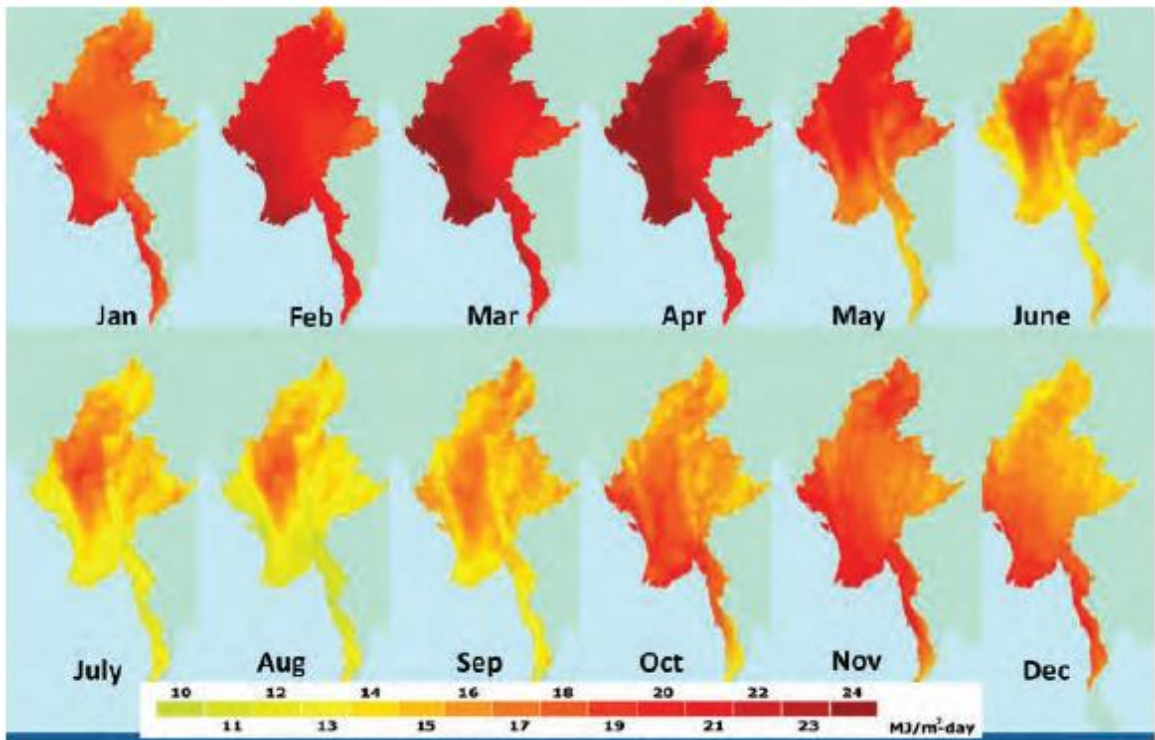 Jan Feb Mar Apr May June
July Aug Sep Oct Nov Dec
10 12 14 16 18 20 22 24
11 13 15 17 19 21 23 MJ/m²-day